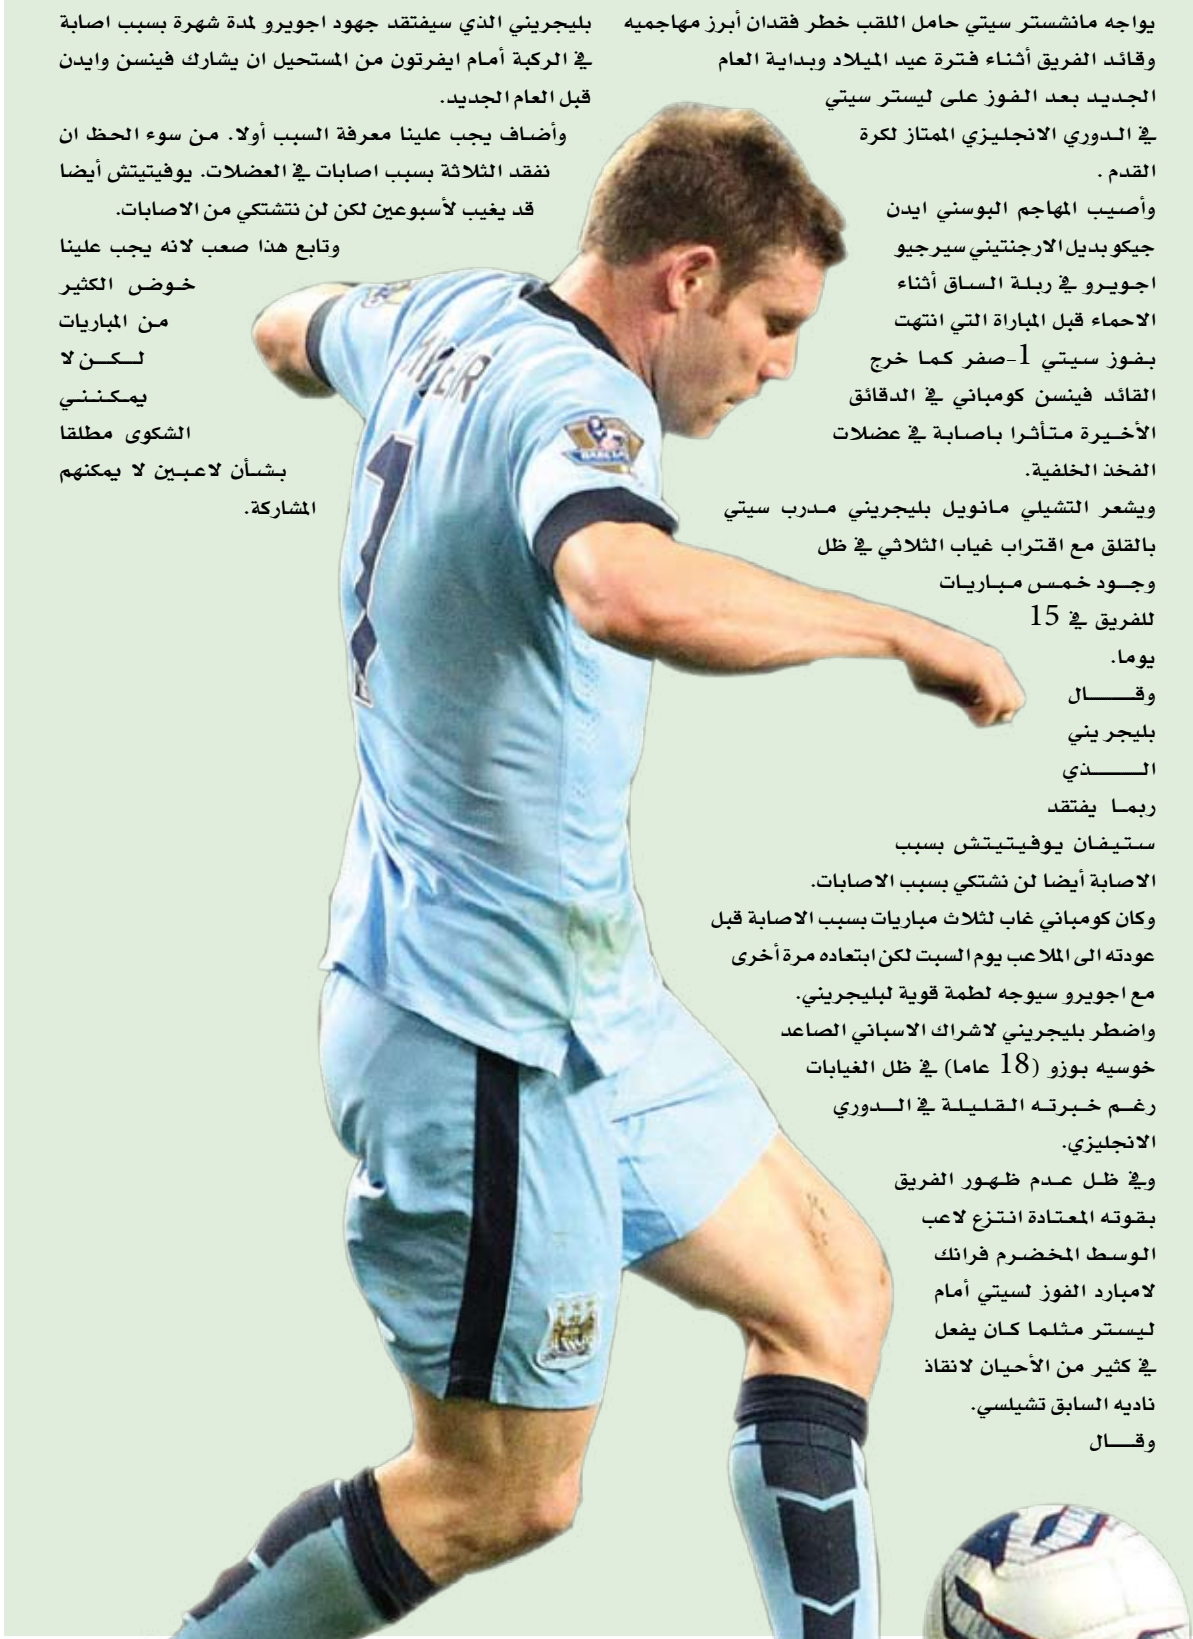 يواجه مانشستر سيتي حامل اللقب خطر فقدان أبرز مهاجميه
وقائد الفريق أثناء فترة عيد الميلاد وبداية العام
الجديد بعد الفوز على ليستر سيتي
في الدوري الانجليزي الممتاز لكرة
القدم .
وأصيب المهاجم البوسني ايدن
جيكو بديل الارجنتيني سيرجيو
اجويرو في ربلة الساق أثناء
الاحماء قبل المباراة التي انتهت
بفوز سيتي 1-صفر كما خرج
القائد فينسن كومباني في الدقائق
الأخيرة متأثرا باصابة في عضلات
الفخذ الخلفية.
ويشعر التشيلي مانويل بليجريني مدرب سيتي
بالقلق مع اقتراب غياب الثلاثي في ظل
وجود خمس مباريات
للفريق في 15
يوما.
وقال
بليجريني
الذي
ربما يفتقد
ستيفان يوفيتيتش بسبب
الاصابة أيضا لن نشتكي بسبب الاصابات.
وكان كومباني غاب لثلاث مباريات بسبب الاصابة قبل
عودته الى الملاعب يوم السبت لكن ابتعاده مرة أخرى
مع اجويرو سيوجه لطمة قوية لبليجريني.
واضطر بليجريني لاشراك الاسباني الصاعد
خوسيه بوزو (18 عاما) في ظل الغيابات
رغم خبرته القليلة في الدوري
الانجليزي.
وفي ظل عدم ظهور الفريق
بقوته المعتادة انتزع لاعب
الوسط المخضرم فرانك
لامبارد الفوز لسيتي أمام
ليستر مثلما كان يفعل
في كثير من الأحيان لانقاذ
ناديه السابق تشيلسي.
وقال
بليجريني الذي سيفتقد جهود اجويرو لمدة شهرة بسبب اصابة
في الركبة أمام ايفرتون من المستحيل ان يشارك فينسن وايدن
قبل العام الجديد.
وأضاف يجب علينا معرفة السبب أولا. من سوء الحظ ان
نفقد الثلاثة بسبب اصابات في العضلات. يوفيتيتش أيضا
قد يغيب لأسبوعين لكن لن نتشتكي من الاصابات.
وتابع هذا صعب لانه يجب علينا
خوض الكثير
من المباريات
لكن لا
يمكنني
الشكوى مطلقا
بشأن لاعبين لا يمكنهم
المشاركة.